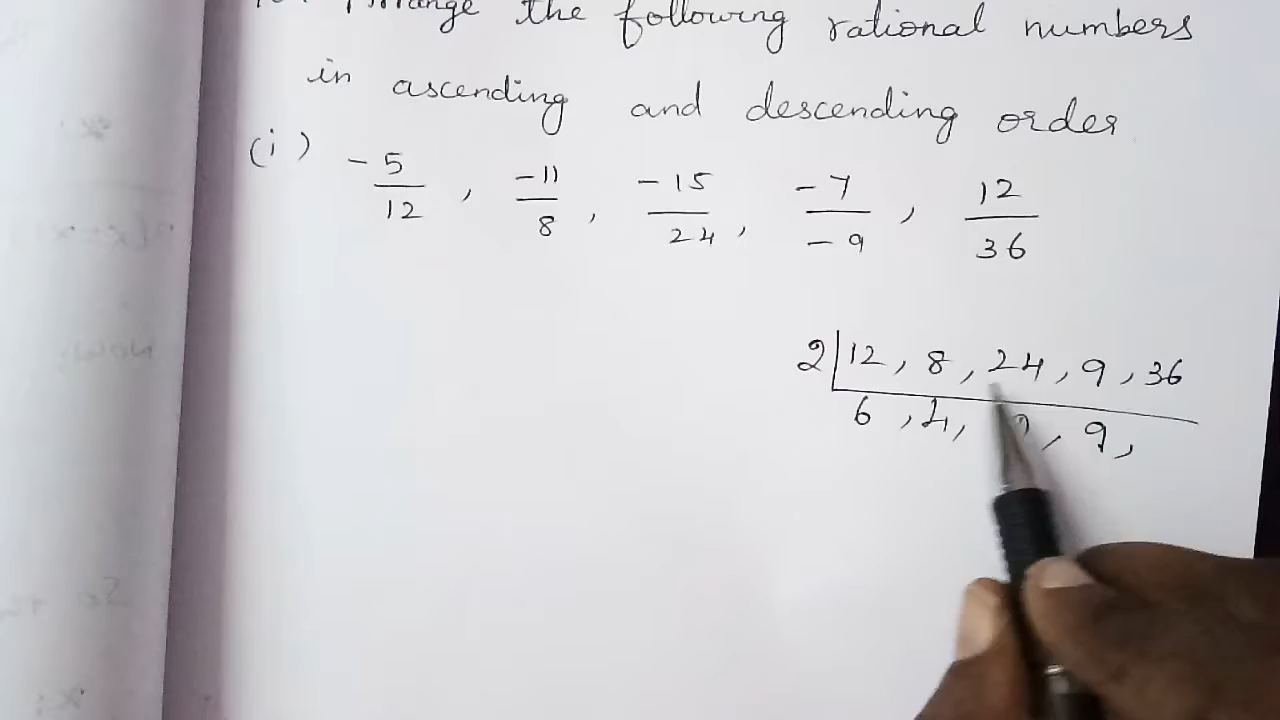 Arrange the following rational numbers
in ascending and descending order
(i) -5/12 , -11/8 , -15/24 , -7/-9 , 12/36
2 | 12 , 8 , 24 , 9 , 36
6 , 4 , , 9 ,